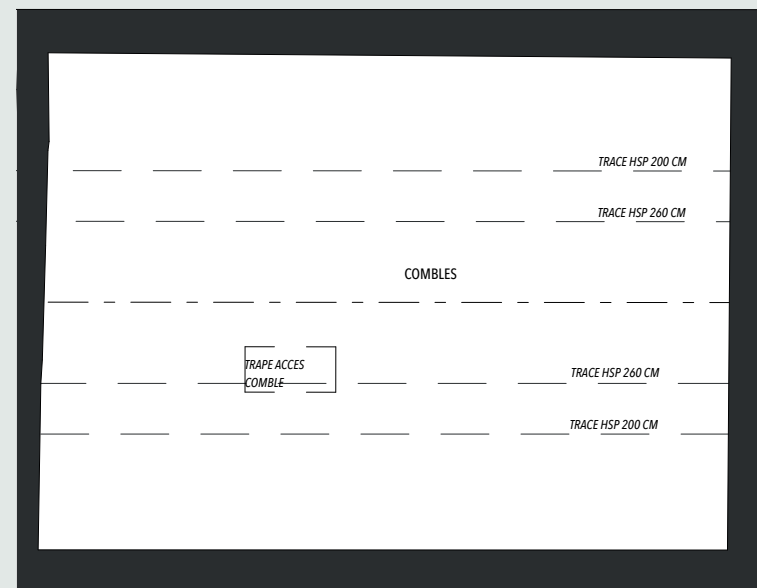 TRACE HSP 200 CM
TRACE HSP 260 CM
COMBLES
TRAPE ACCES
COMBLE
TRACE HSP 260 CM
TRACE HSP 200 CM